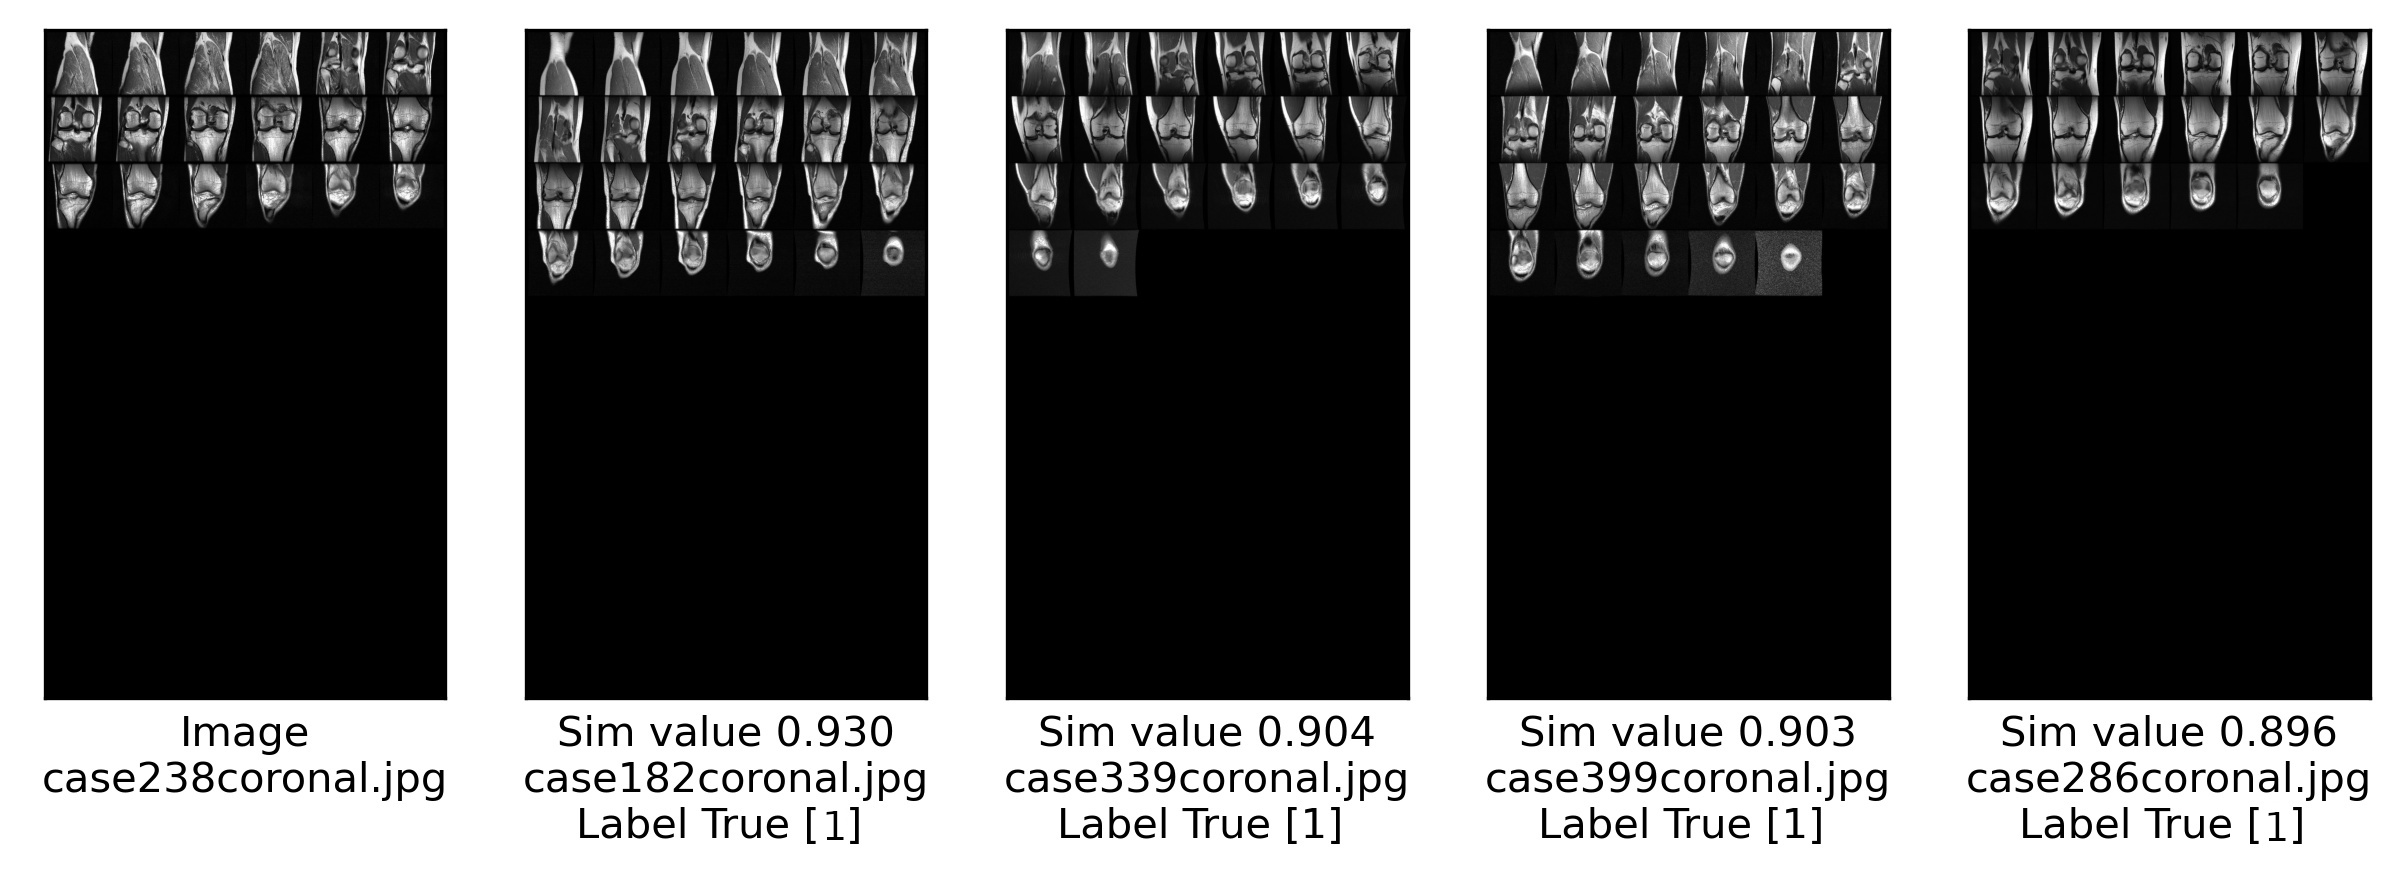 Image
case238coronal.jpg
Sim value 0.930
case182coronal.jpg
Label True [1]
Sim value 0.904
case339coronal.jpg
Label True [1]
Sim value 0.903
case399coronal.jpg
Label True [1]
Sim value 0.896
case286coronal.jpg
Label True [1]